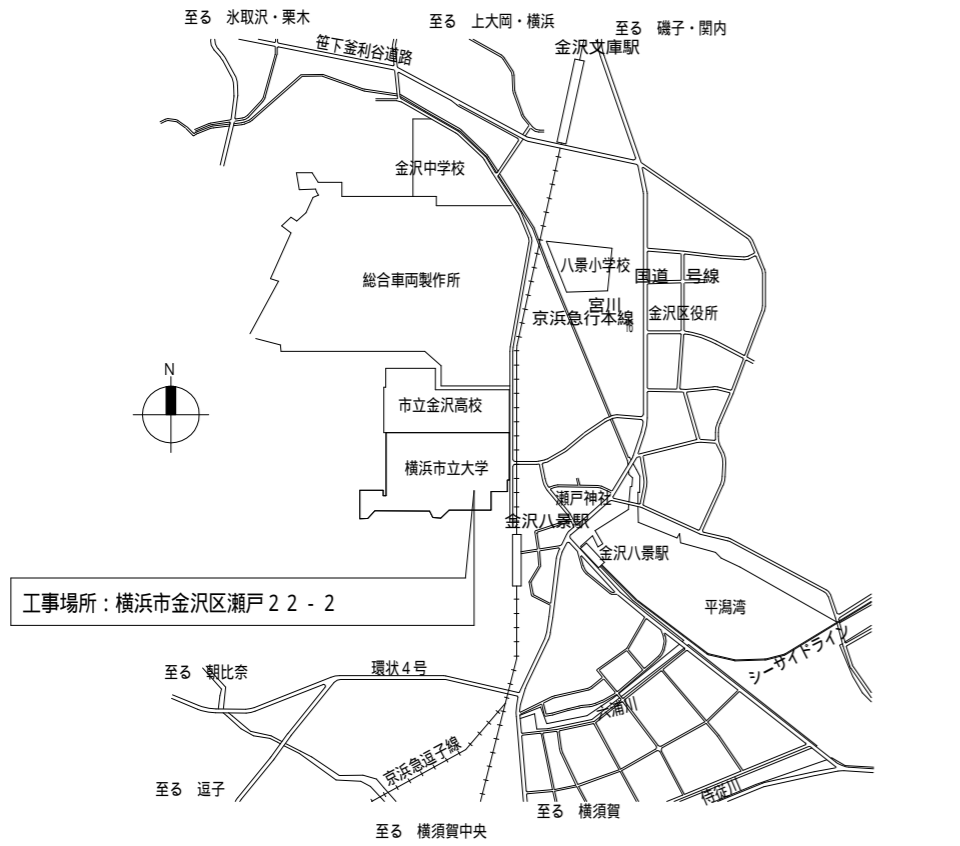 至る　氷取沢・栗木
至る　上大岡・横浜
至る　磯子・関内
笹下釜利谷道路
金沢文庫駅
金沢中学校
八景小学校
総合車両製作所
国道　号線
16
宮川
金沢区役所
京浜急行本線
N
市立金沢高校
横浜市立大学
瀬戸神社
金沢八景駅
金沢八景駅
工事場所：横浜市金沢区瀬戸２２－２
平潟湾
シーサイドライン
至る　朝比奈
環状４号
六浦川
京浜急逗子線
至る　逗子
侍従川
至る　横須賀
至る　横須賀中央